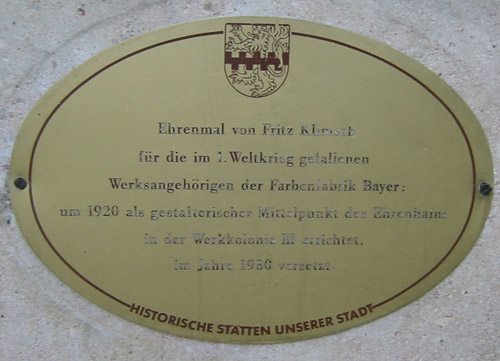 Ehrenmal von Fritz Klimsch
für die im 1. Weltkrieg gefallenen
Werksangehörigen der Farbenfabrik Bayer;
um 1920 als gestalterischer Mittelpunkt des Ehrenhains
in der Werkkolonie III errichtet.
im Jahre 1980 versetzt
HISTORISCHE STÄTTEN UNSERER STADT